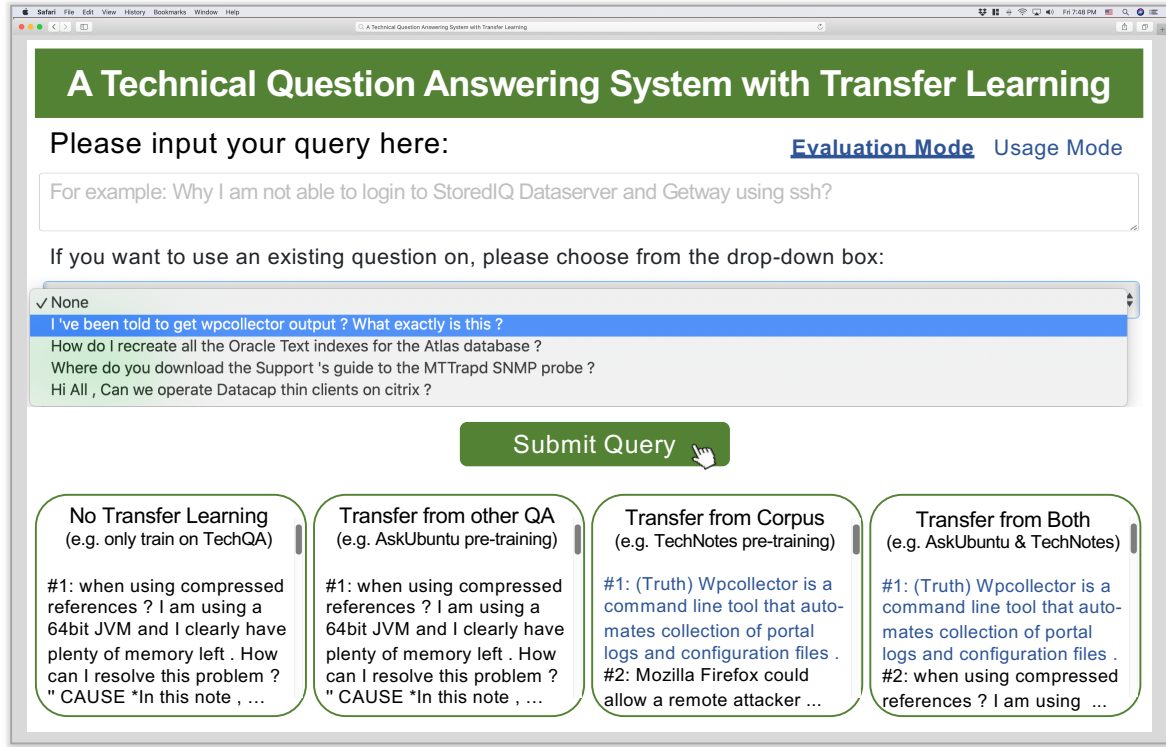 Safari File Edit View History Bookmarks Window Help
Fri 7:48 PM
A Technical Question Answering System with Transfer Learning
A Technical Question Answering System with Transfer Learning
Please input your query here:
Evaluation Mode Usage Mode
For example: Why I am not able to login to StoredIQ Dataserver and Getway using ssh?
If you want to use an existing question on, please choose from the drop-down box:
✓ None
I 've been told to get wpcollector output ? What exactly is this ?
How do I recreate all the Oracle Text indexes for the Atlas database ?
Where do you download the Support 's guide to the MTTrapd SNMP probe ?
Hi All , Can we operate Datacap thin clients on citrix ?
Submit Query
No Transfer Learning
(e.g. only train on TechQA)
#1: when using compressed
references ? I am using a
64bit JVM and I clearly have
plenty of memory left . How
can I resolve this problem ?
" CAUSE *In this note , ...
Transfer from other QA
(e.g. AskUbuntu pre-training)
#1: when using compressed
references ? I am using a
64bit JVM and I clearly have
plenty of memory left . How
can I resolve this problem ?
" CAUSE *In this note , ...
Transfer from Corpus
(e.g. TechNotes pre-training)
#1: (Truth) Wpcollector is a
command line tool that auto-
mates collection of portal
logs and configuration files .
#2: Mozilla Firefox could
allow a remote attacker ...
Transfer from Both
(e.g. AskUbuntu & TechNotes)
#1: (Truth) Wpcollector is a
command line tool that auto-
mates collection of portal
logs and configuration files .
#2: when using compressed
references ? I am using ...